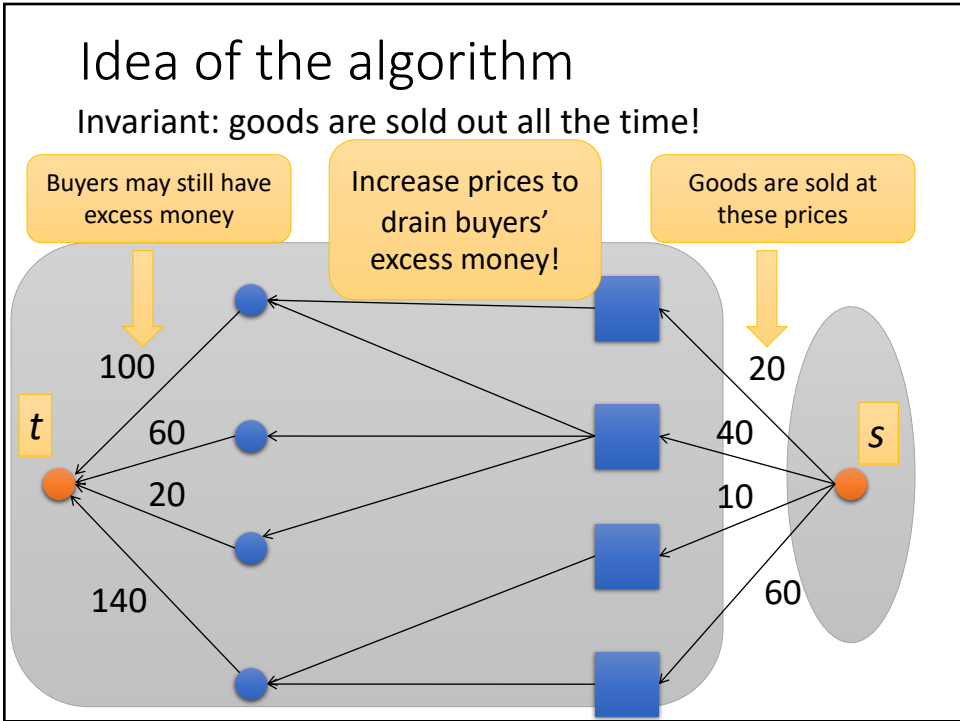 Idea of the algorithm
Invariant: goods are sold out all the time!
Buyers may still have
excess money
Increase prices to
drain buyers’
excess money!
Goods are sold at
these prices
100
20
t
60
40
s
20
10
140
60